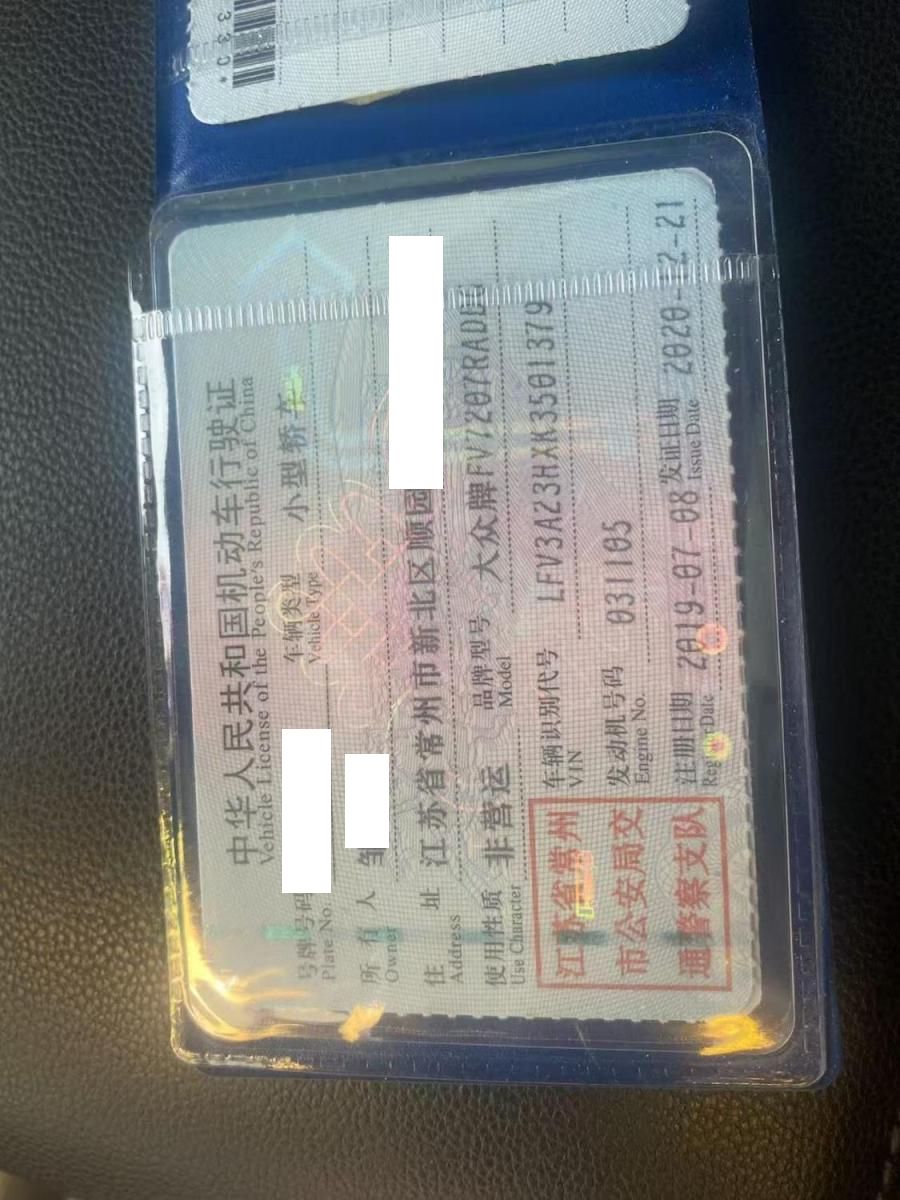 33D*
中华人民共和国机动车行驶证
Vehicle License of the People's Republic of China
号牌号码
Plate No.
车辆类型 小型轿车
Vehicle Type
所有人 邹
Owner
住址 江苏省常州市新北区顺园
Address
使用性质 非营运 品牌型号 大众牌FV7207RADBG
Use Character Model
车辆识别代号 LFV3A23HXK3501379
VIN
发动机号码 031105
Engine No.
注册日期 2019-07-08 发证日期 2020-12-21
Register Date Issue Date
江苏省常州
市公安局交
通警察支队